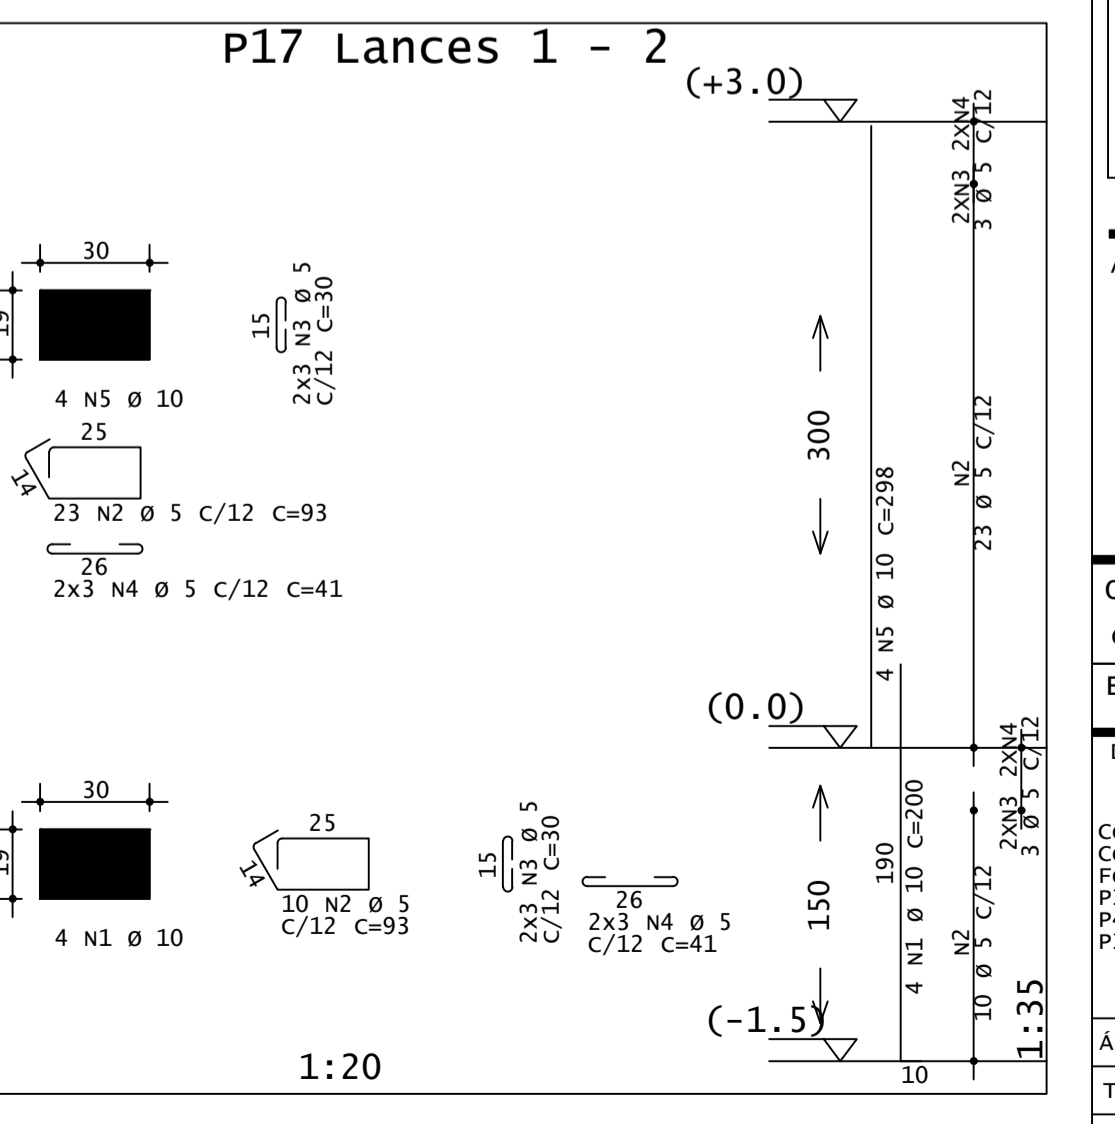 P17 Lances 1 - 2
(+3.0)
2XN3 2XN4
3 Ø 5 C/12
30
19
15
2x3 N3 Ø 5
C/12 C=30
4 N5 Ø 10
25
14
23 N2 Ø 5 C/12 C=93
26
2x3 N4 Ø 5 C/12 C=41
300
4 N5 Ø 10 C=298
N2
23 Ø 5 C/12
(0.0)
2XN3 2XN4
3 Ø 5 C/12
30
19
4 N1 Ø 10
25
14
10 N2 Ø 5
C/12 C=93
15
2x3 N3 Ø 5
C/12 C=30
26
2x3 N4 Ø 5
C/12 C=41
150
190
4 N1 Ø 10 C=200
N2
10 Ø 5 C/12
(-1.5)
10
1:20
1:35